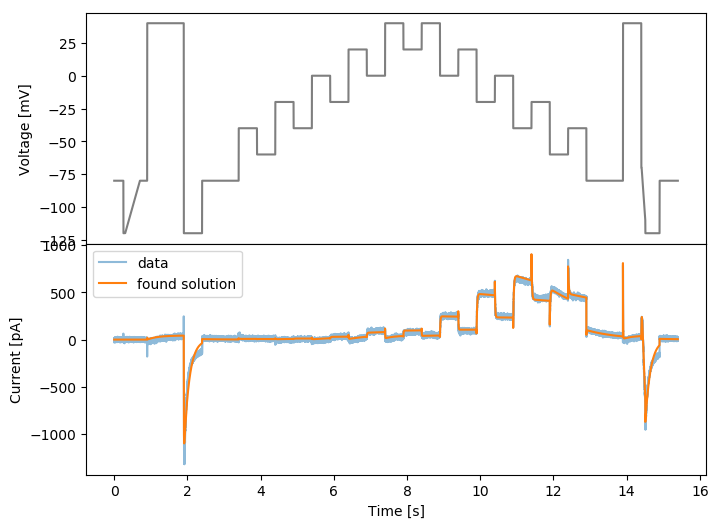 25
0
−25
−50
−75
−100
−125
Voltage [mV]
1000
500
0
−500
−1000
Current [pA]
data
found solution
0 2 4 6 8 10 12 14 16
Time [s]